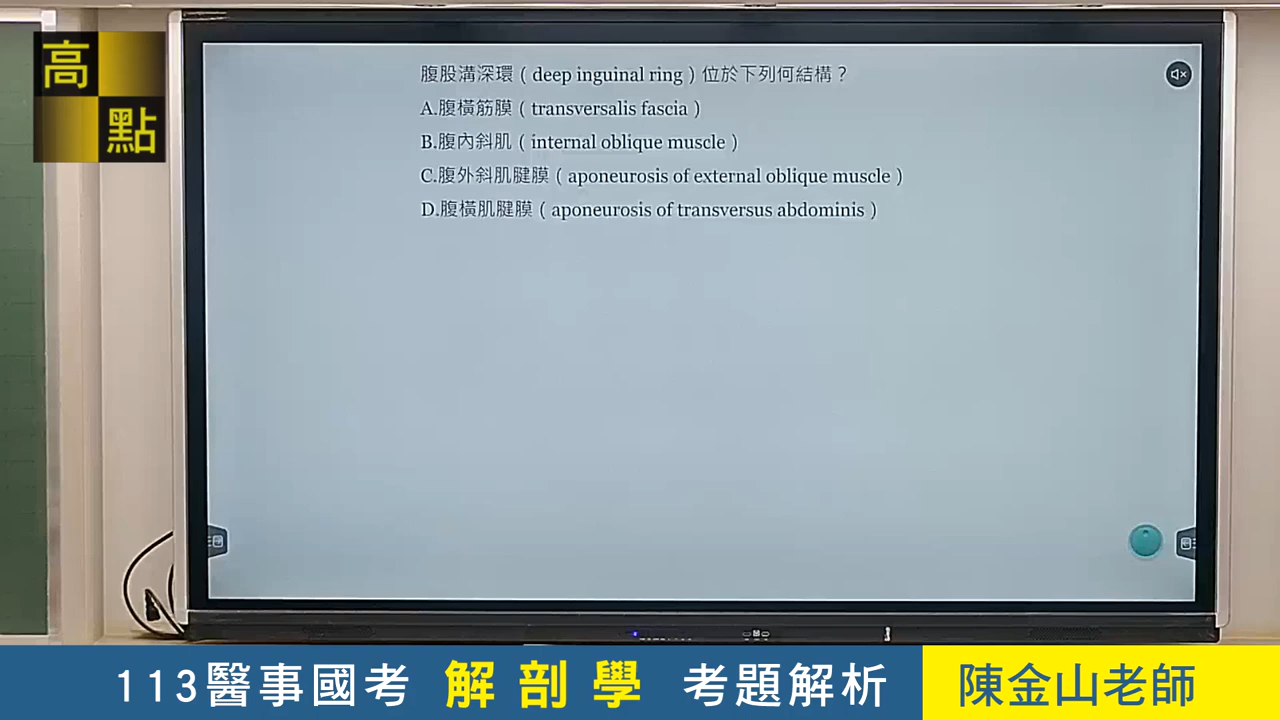 高
點
腹股溝深環（deep inguinal ring）位於下列何結構？
A.腹橫筋膜（transversalis fascia）
B.腹內斜肌（internal oblique muscle）
C.腹外斜肌腱膜（aponeurosis of external oblique muscle）
D.腹橫肌腱膜（aponeurosis of transversus abdominis）
113醫事國考 解剖學 考題解析 陳金山老師